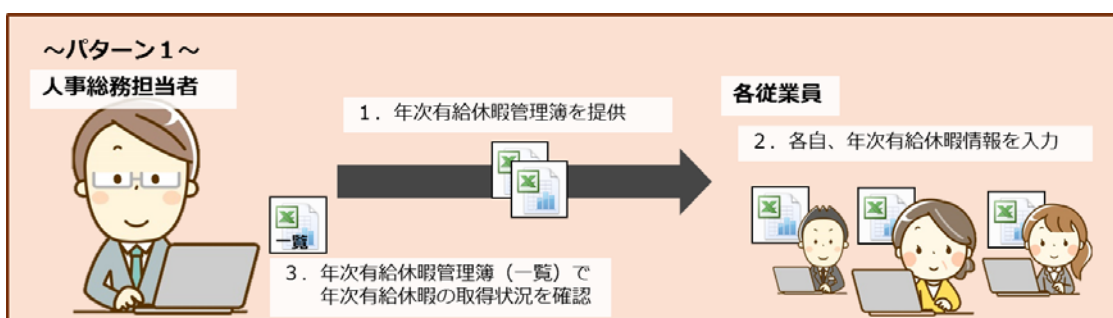 ～パターン１～
人事総務担当者
１．年次有給休暇管理簿を提供
各従業員
２．各自、年次有給休暇情報を入力
一覧
３．年次有給休暇管理簿（一覧）で
年次有給休暇の取得状況を確認